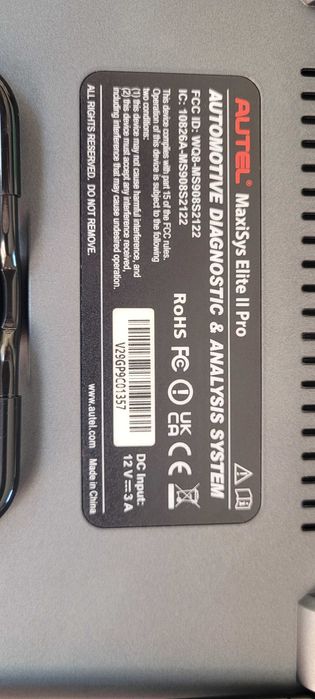 AUTEL® MaxiSys Elite II Pro
AUTOMOTIVE DIAGNOSTIC & ANALYSIS SYSTEM
FCC ID: WQ8-MS908S2122
IC: 10826A-MS908S2122
This device complies with part 15 of the FCC rules.
Operation of this device is subject to the following
two conditions:
(1) this device may not cause harmful interference, and
(2) this device must accept any interference received,
including interference that may cause undesired operation.
ALL RIGHTS RESERVED. DO NOT REMOVE.
RoHS FC UK CA CE
V29GP9C01357
DC Input:
12 V⎓3 A
www.autel.com Made in China